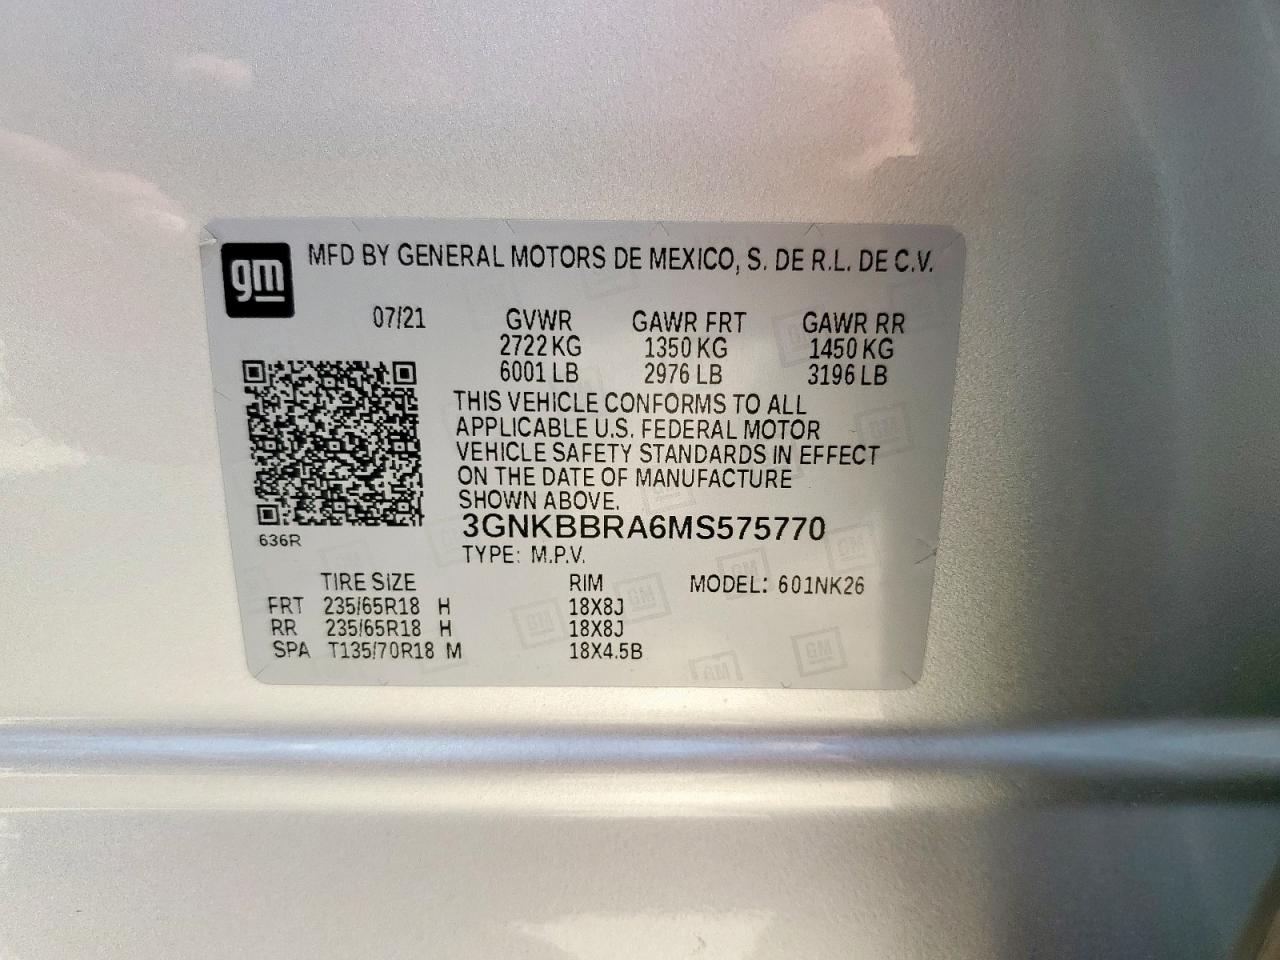 gm MFD BY GENERAL MOTORS DE MEXICO, S. DE R.L. DE C.V.
07/21 GVWR GAWR FRT GAWR RR
2722 KG 1350 KG 1450 KG
6001 LB 2976 LB 3196 LB
THIS VEHICLE CONFORMS TO ALL
APPLICABLE U.S. FEDERAL MOTOR
VEHICLE SAFETY STANDARDS IN EFFECT
ON THE DATE OF MANUFACTURE
SHOWN ABOVE.
3GNKBBRA6MS575770
636R
TYPE: M.P.V.
TIRE SIZE RIM MODEL: 601NK26
FRT 235/65R18 H 18X8J
RR 235/65R18 H 18X8J
SPA T135/70R18 M 18X4.5B